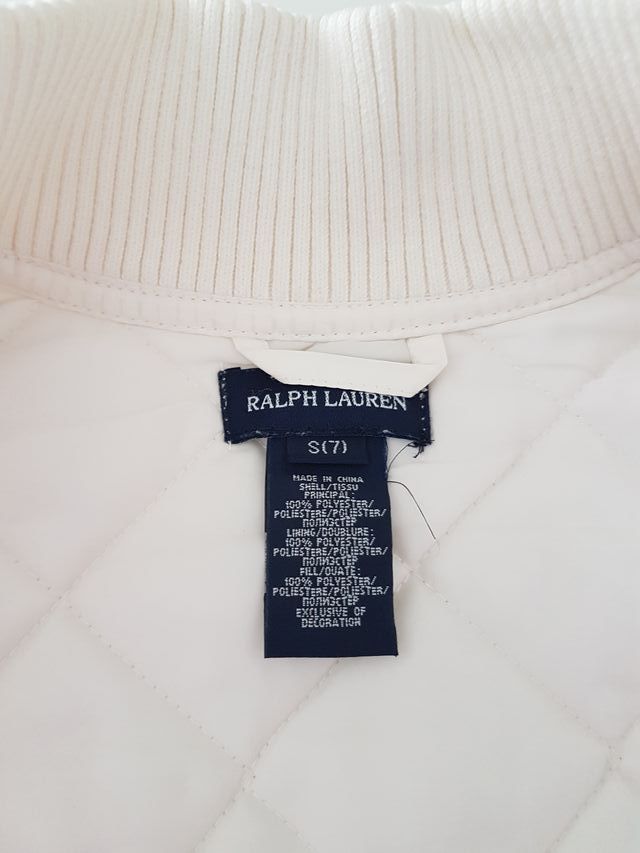 RALPH LAUREN
S(7)
MADE IN CHINA
SHELL/TISSU
PRINCIPAL:
100% POLYESTER/
POLIESTERE/POLIESTER/
ПОЛИЭСТЕР
LINING/DOUBLURE:
100% POLYESTER/
POLIESTERE/POLIESTER/
ПОЛИЭСТЕР
FILL/OUATE:
100% POLYESTER/
POLIESTERE/POLIESTER/
ПОЛИЭСТЕР
EXCLUSIVE OF
DECORATION